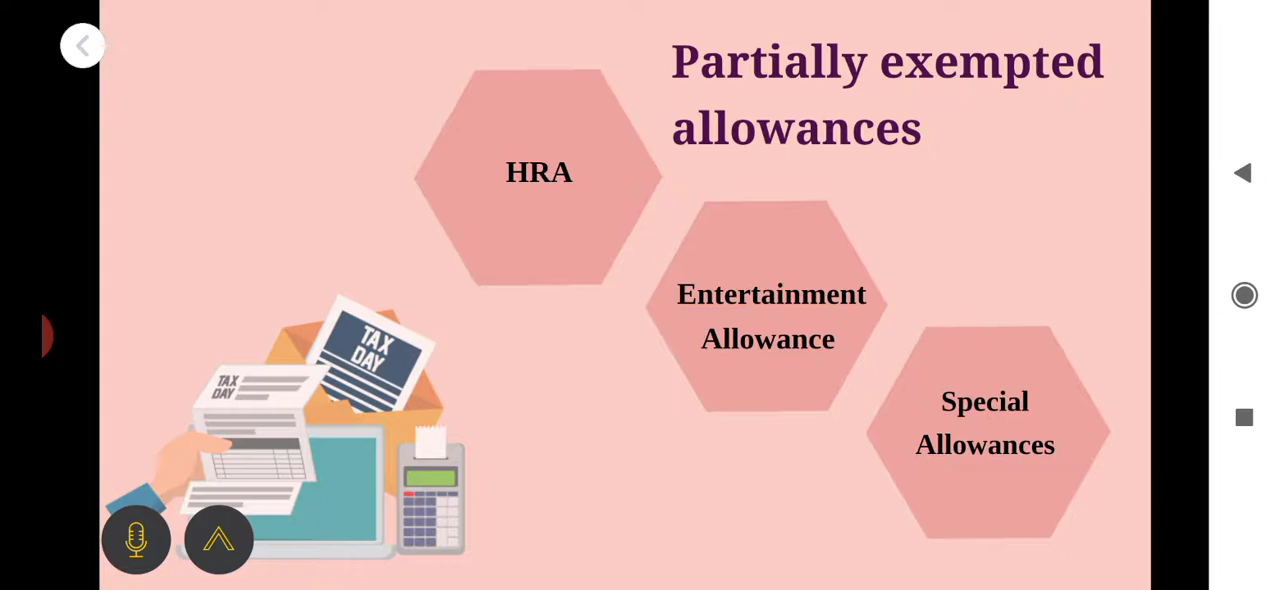 Partially exempted
allowances
HRA
Entertainment
Allowance
Special
Allowances
TAX
DAY
TAX
DAY